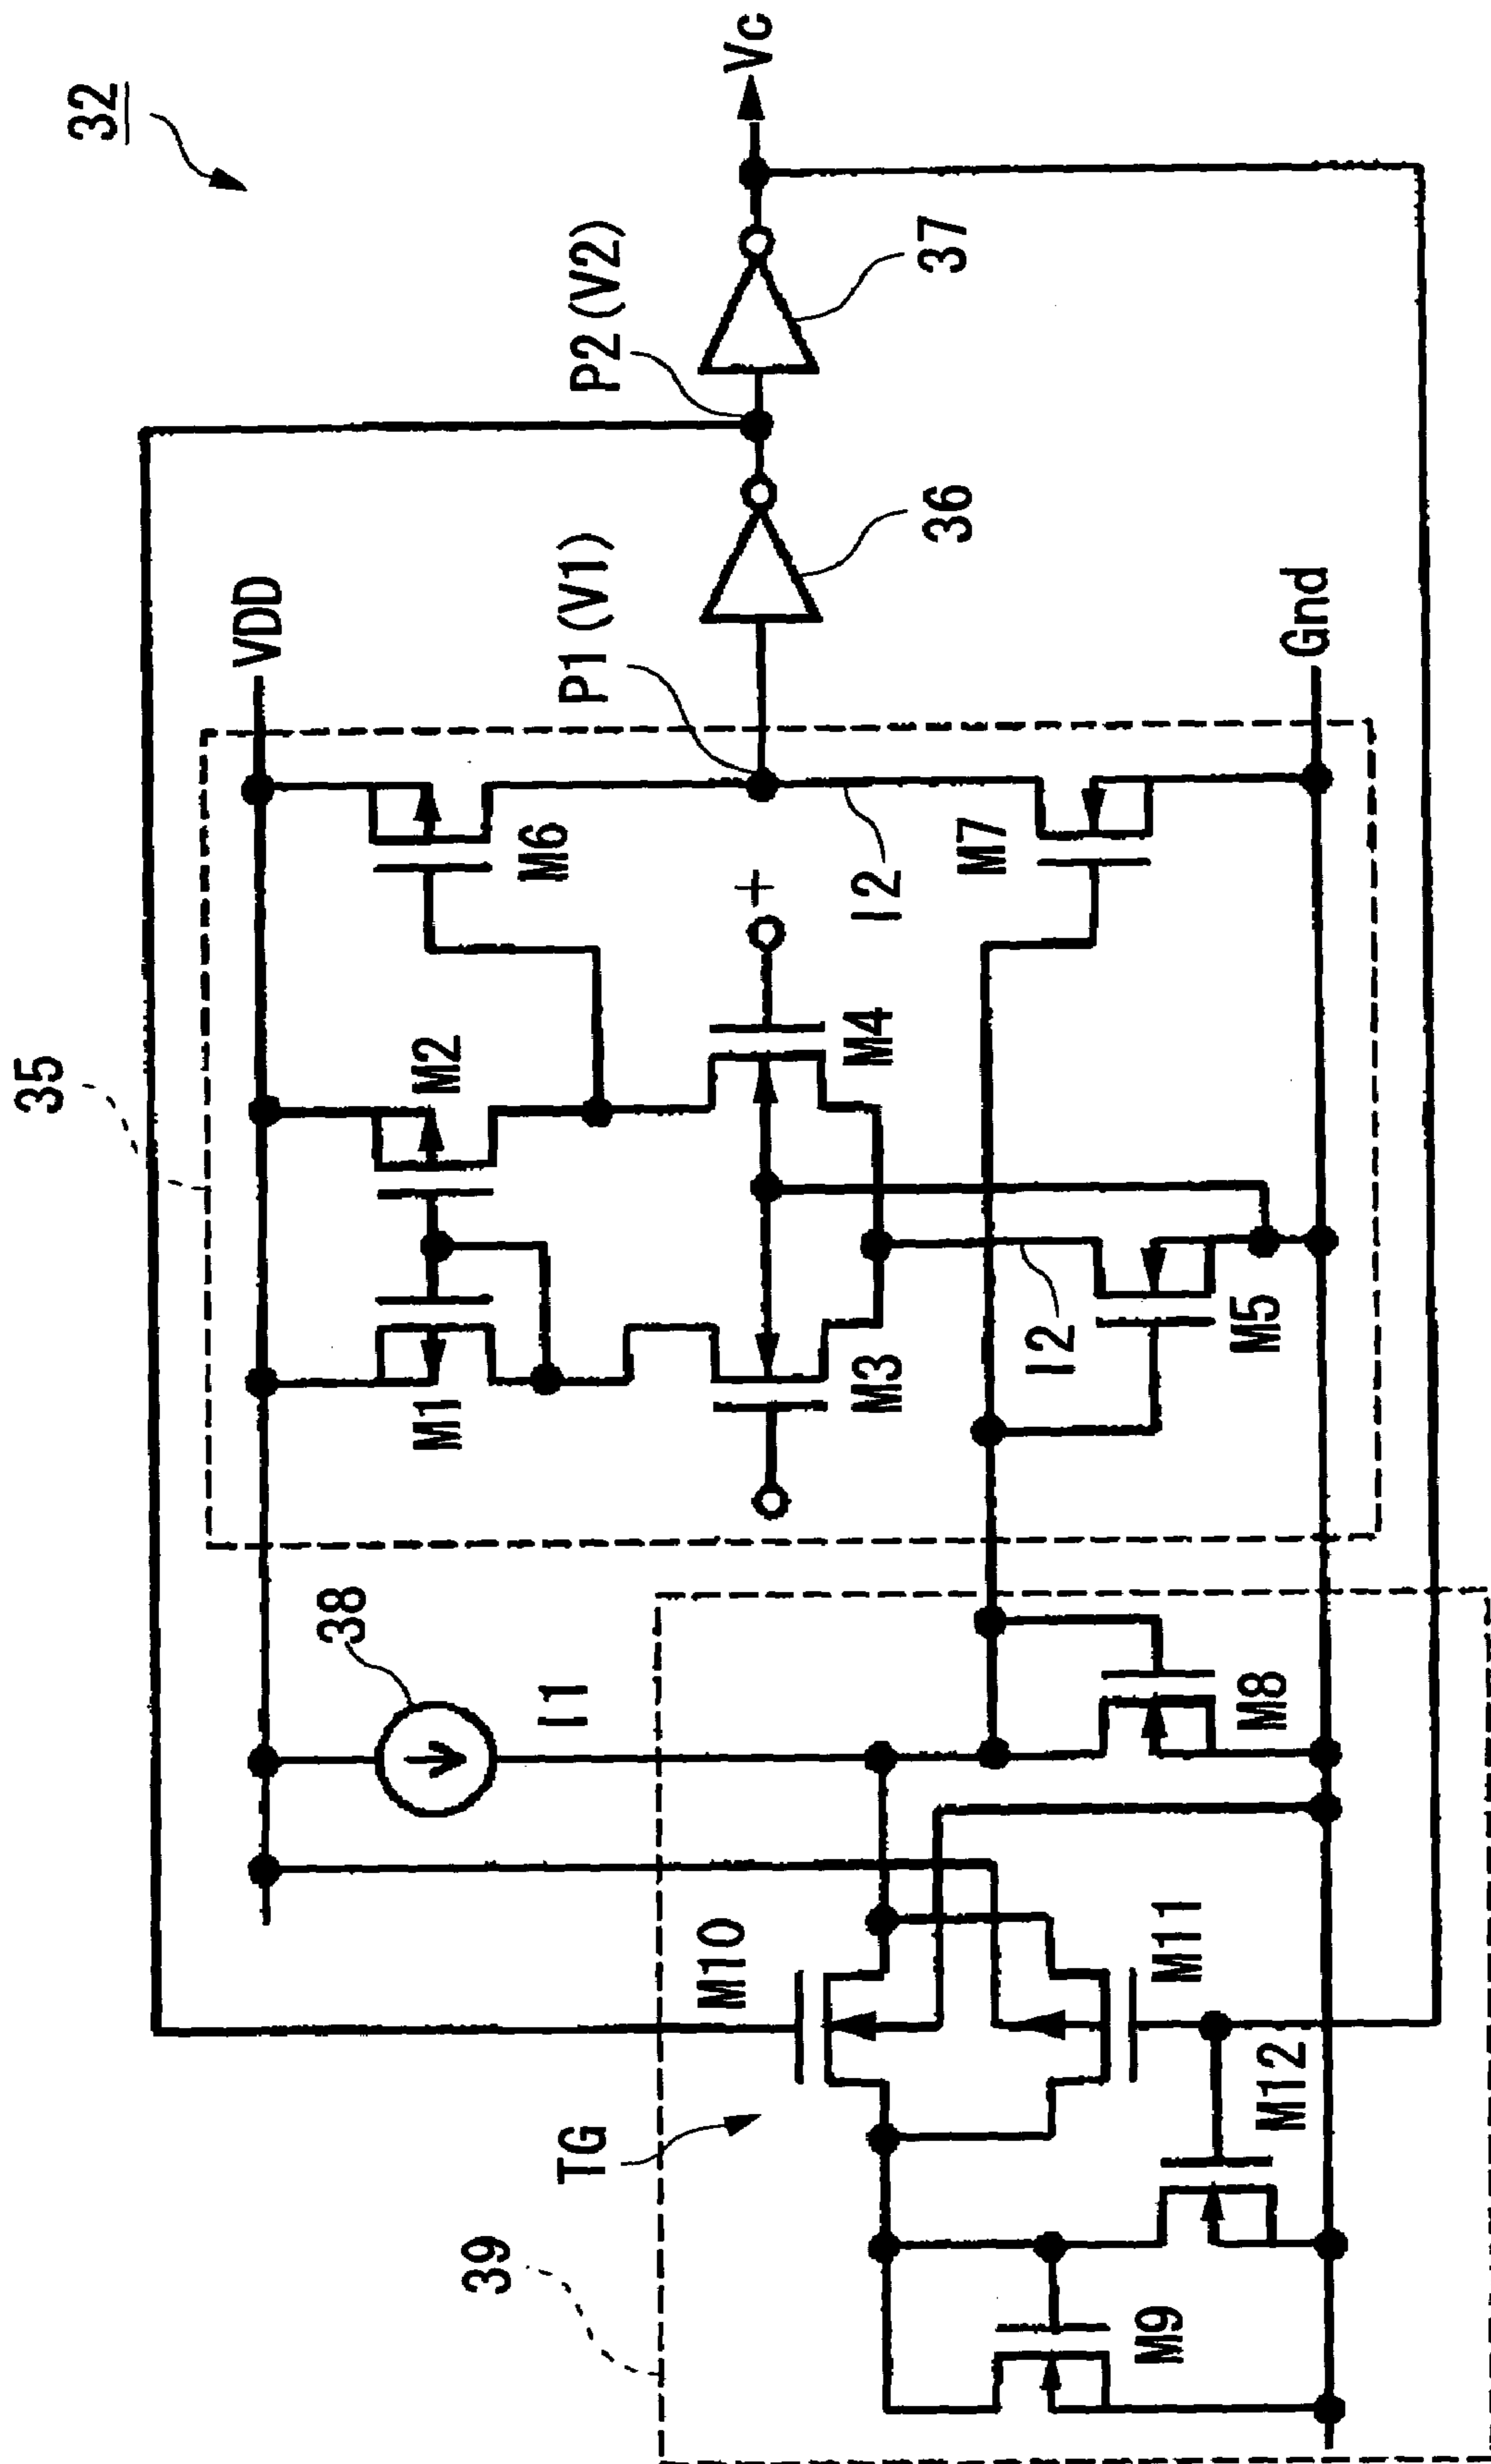 32
35
VDD
Vc
P2 (V2)
P1 (V1)
37
36
38
I1
M1
M2
M6
+
M3
M4
I2
I2
M5
M7
Gnd
39
TG
M10
M11
M12
M9
M8